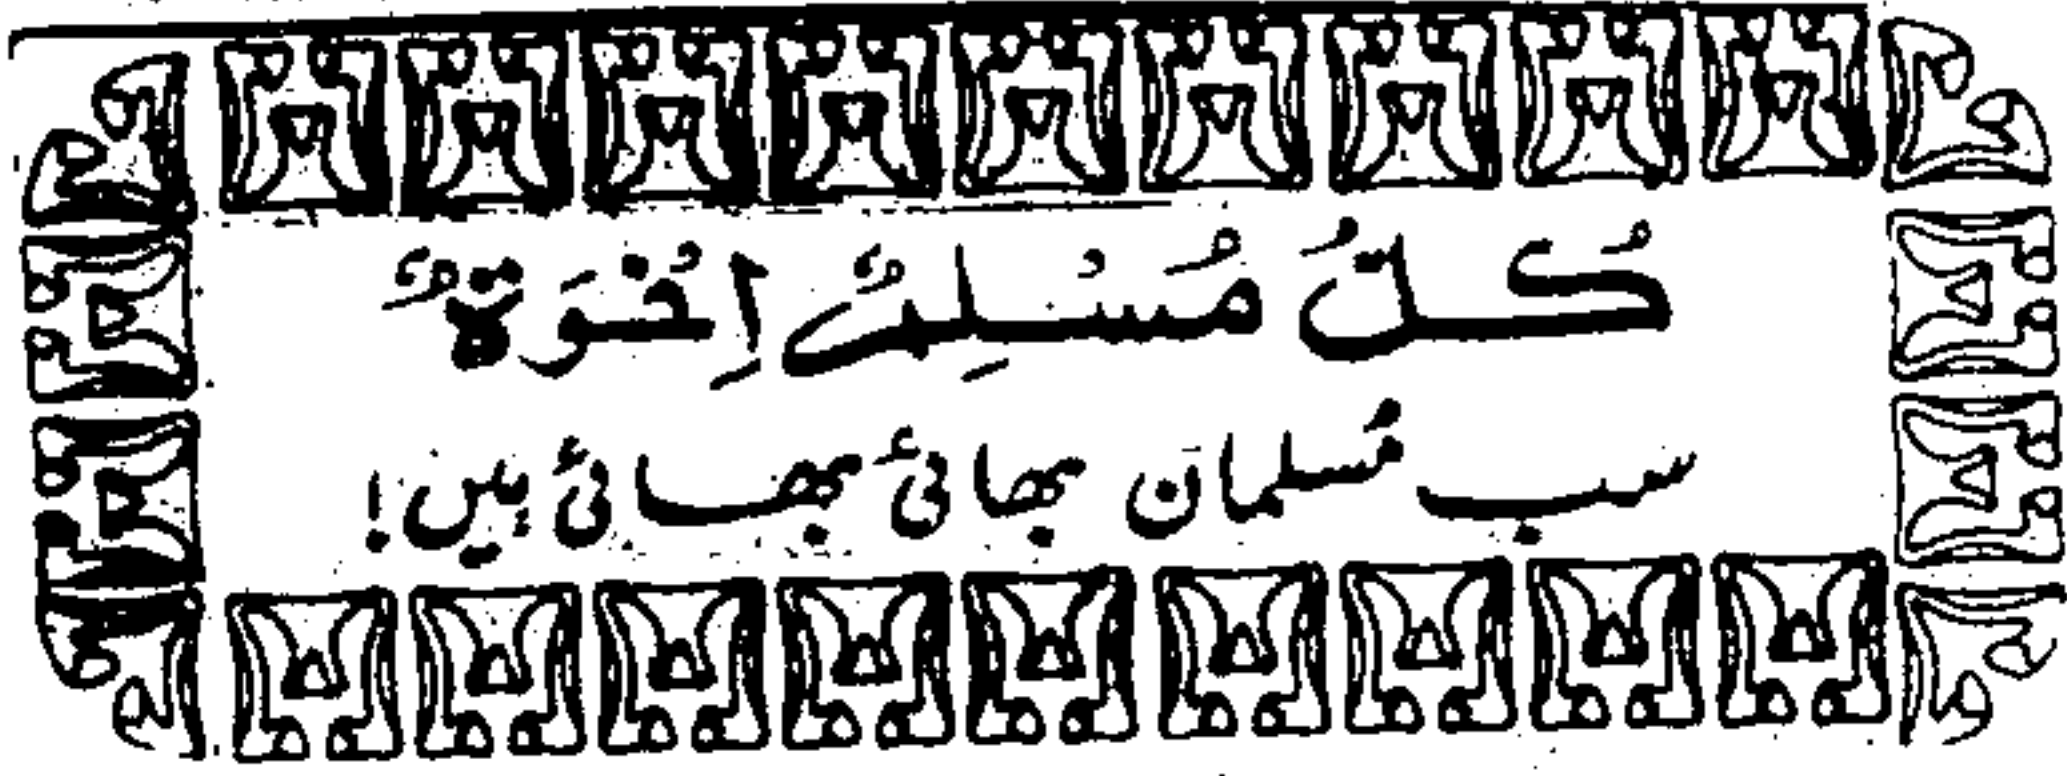 کُلُّ مُسْلِمٌ اِخْوَةٌ
سب مُسلمان بھائی بھائی ہیں!